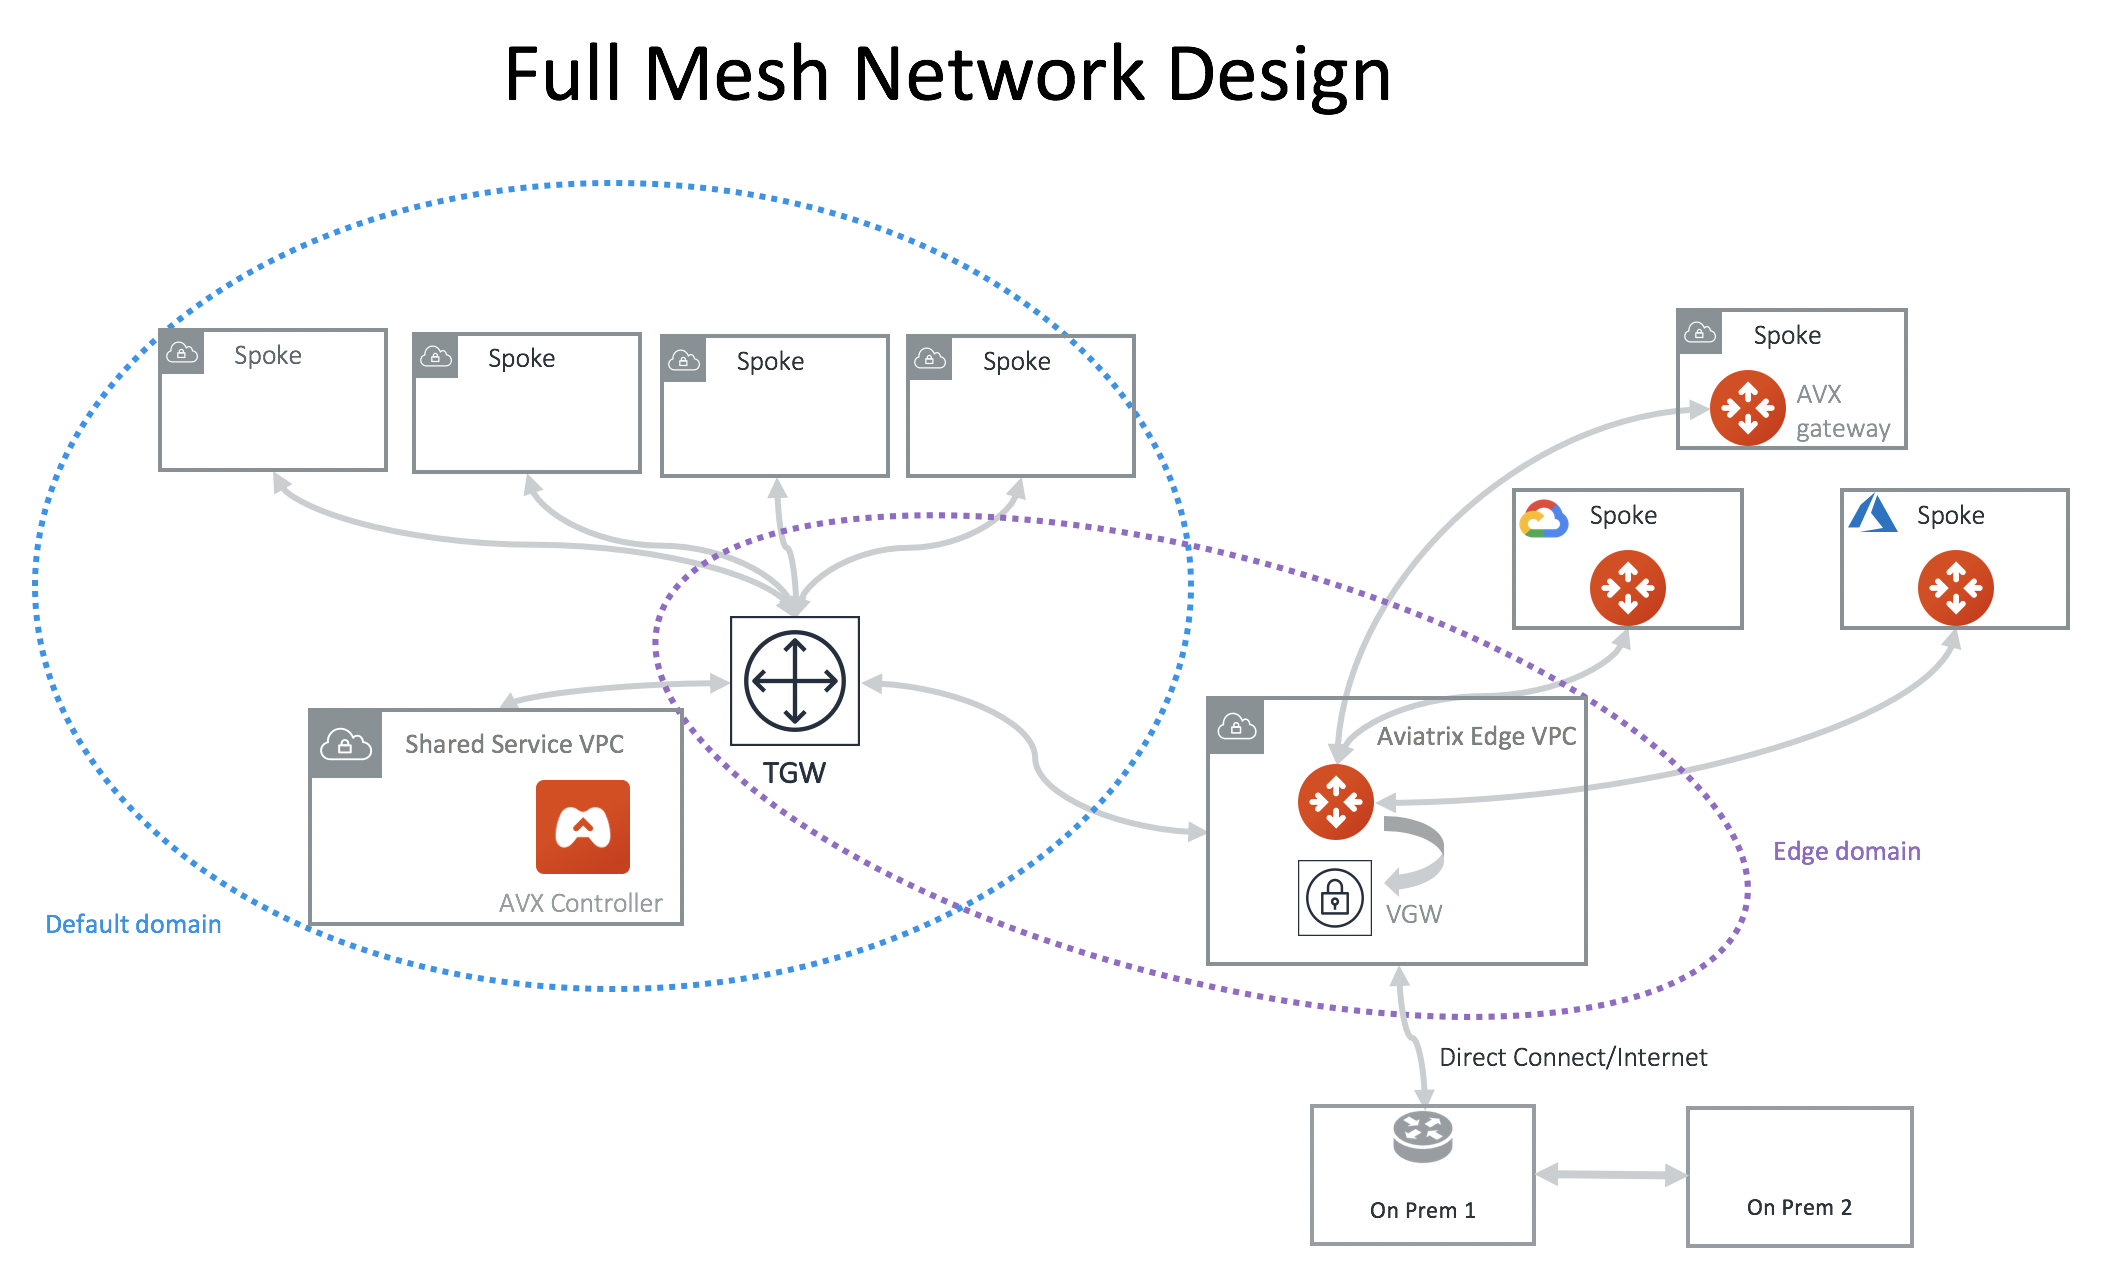 Full Mesh Network Design
Spoke
Spoke
Spoke
Spoke
Spoke
AVX
gateway
Spoke
Spoke
TGW
Shared Service VPC
AVX Controller
Default domain
Aviatrix Edge VPC
VGW
Edge domain
Direct Connect/Internet
On Prem 1
On Prem 2